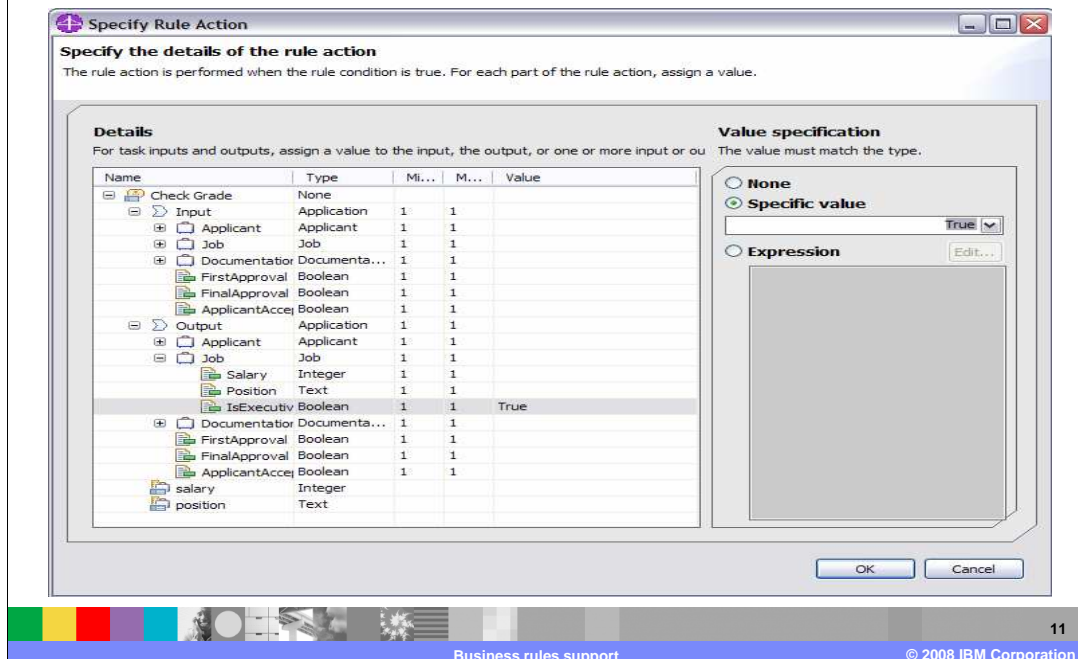 Specify Rule Action
Specify the details of the rule action
The rule action is performed when the rule condition is true. For each part of the rule action, assign a value.
Details
For task inputs and outputs, assign a value to the input, the output, or one or more input or ou
Name Type Mi... M... Value
Check Grade None
Input Application 1 1
Applicant Applicant 1 1
Job Job 1 1
Documentation Documenta... 1 1
FirstApproval Boolean 1 1
FinalApproval Boolean 1 1
ApplicantAccep Boolean 1 1
Output Application 1 1
Applicant Applicant 1 1
Job Job 1 1
Salary Integer 1 1
Position Text 1 1
IsExecutiv Boolean 1 1 True
Documentation Documenta... 1 1
FirstApproval Boolean 1 1
FinalApproval Boolean 1 1
ApplicantAccep Boolean 1 1
salary Integer
position Text
Value specification
The value must match the type.
None
Specific value
True
Expression
Edit...
OK Cancel
11
Business rules support
© 2008 IBM Corporation